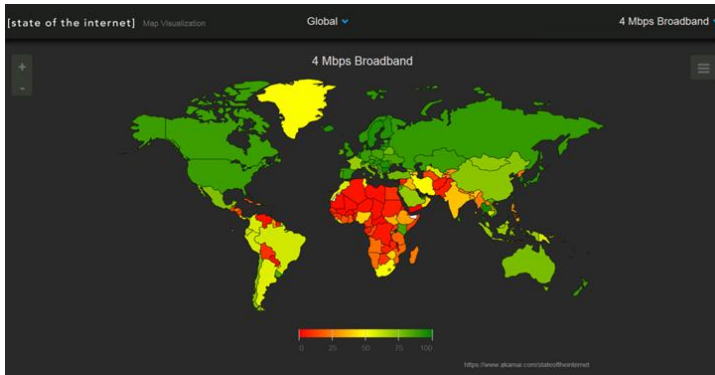 [state of the internet] Map Visualization Global 4 Mbps Broadband
4 Mbps Broadband
+
-
0 25 50 75 100
https://www.akamai.com/stateoftheinternet